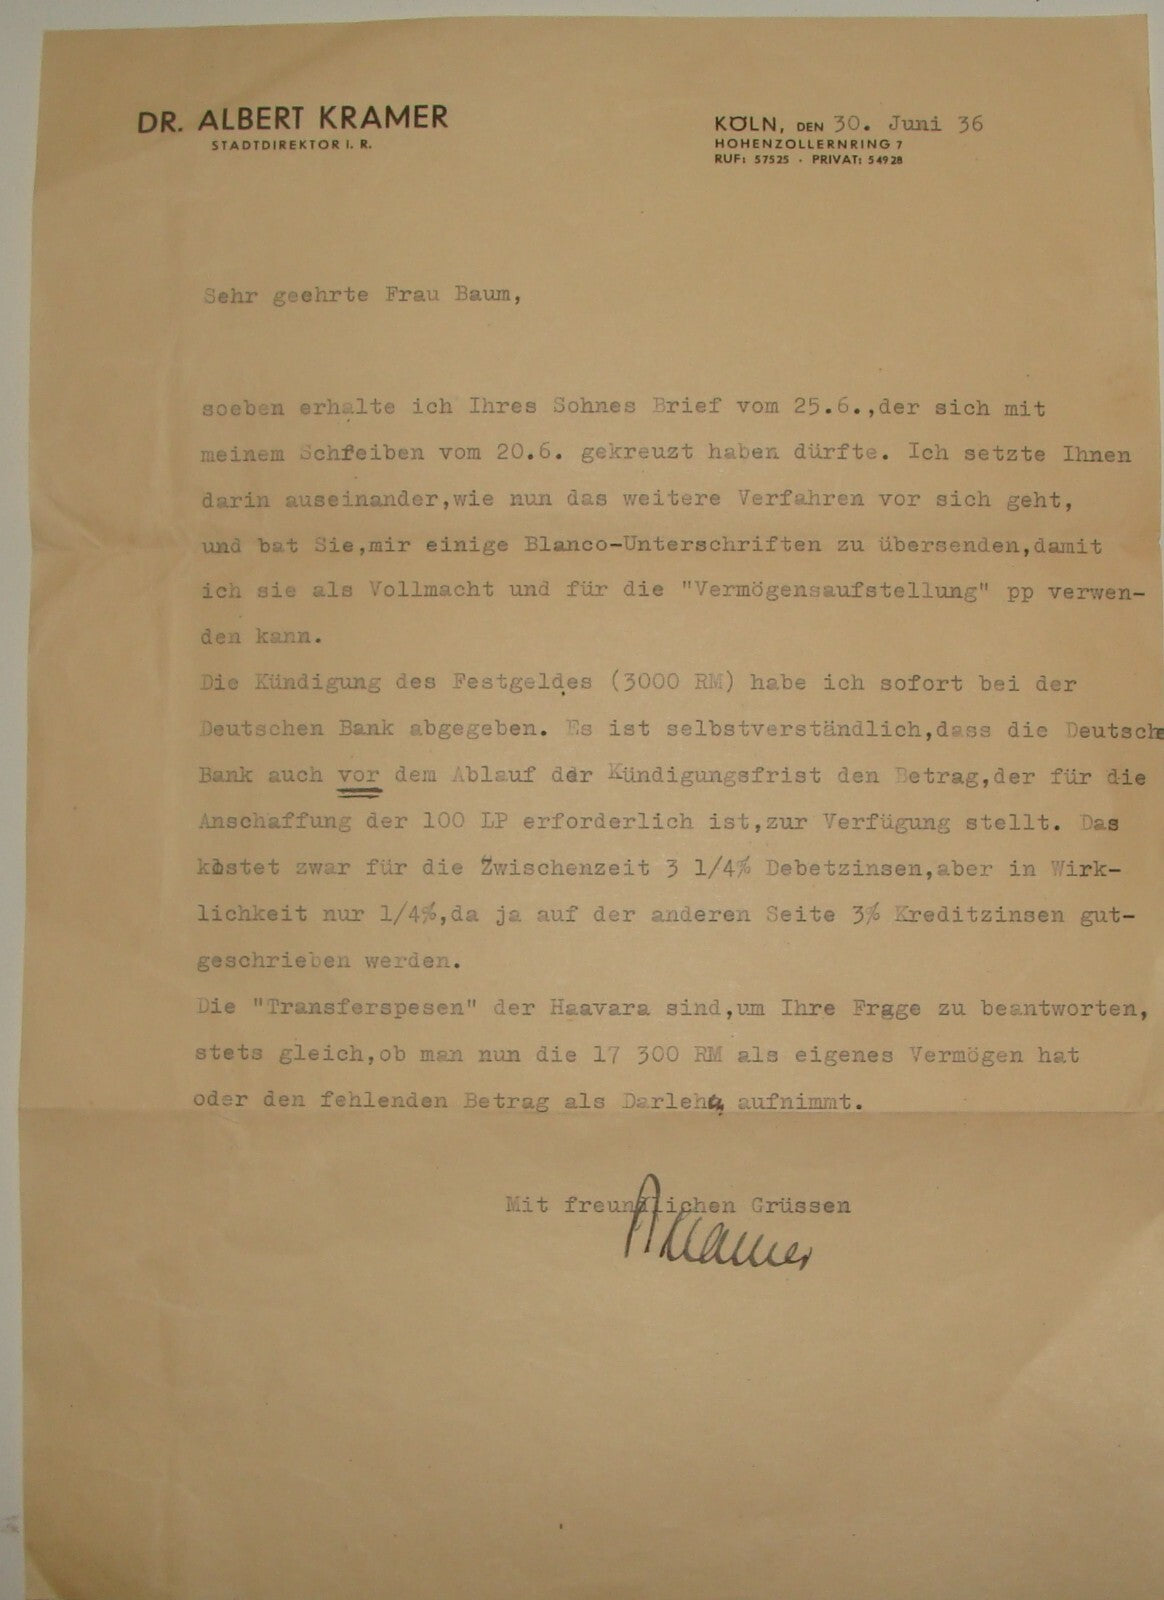 DR. ALBERT KRAMER
STADTDIREKTOR I. R.
KÖLN, DEN 30. Juni 36
HOHENZOLLERNRING 7
RUF: 57525 · PRIVAT: 54928
Sehr geehrte Frau Baum,
soeben erhalte ich Ihres Sohnes Brief vom 25.6.,der sich mit
meinem Schreiben vom 20.6. gekreuzt haben dürfte. Ich setzte Ihnen
darin auseinander,wie nun das weitere Verfahren vor sich geht,
und bat Sie,mir einige Blanco-Unterschriften zu übersenden,damit
ich sie als Vollmacht und für die "Vermögensaufstellung" pp verwen-
den kann.
Die Kündigung des Festgeldes (3000 RM) habe ich sofort bei der
Deutschen Bank abgegeben. Es ist selbstverständlich,dass die Deutsche
Bank auch vor dem Ablauf der Kündigungsfrist den Betrag,der für die
Anschaffung der 100 LP erforderlich ist,zur Verfügung stellt. Das
kostet zwar für die Zwischenzeit 3 1/4% Debetzinsen,aber in Wirk-
lichkeit nur 1/4%,da ja auf der anderen Seite 3% Kreditzinsen gut-
geschrieben werden.
Die "Transferspesen" der Haavara sind,um Ihre Frage zu beantworten,
stets gleich,ob man nun die 17 300 RM als eigenes Vermögen hat
oder den fehlenden Betrag als Darlehn aufnimmt.
Mit freundlichen Grüssen
AKramer